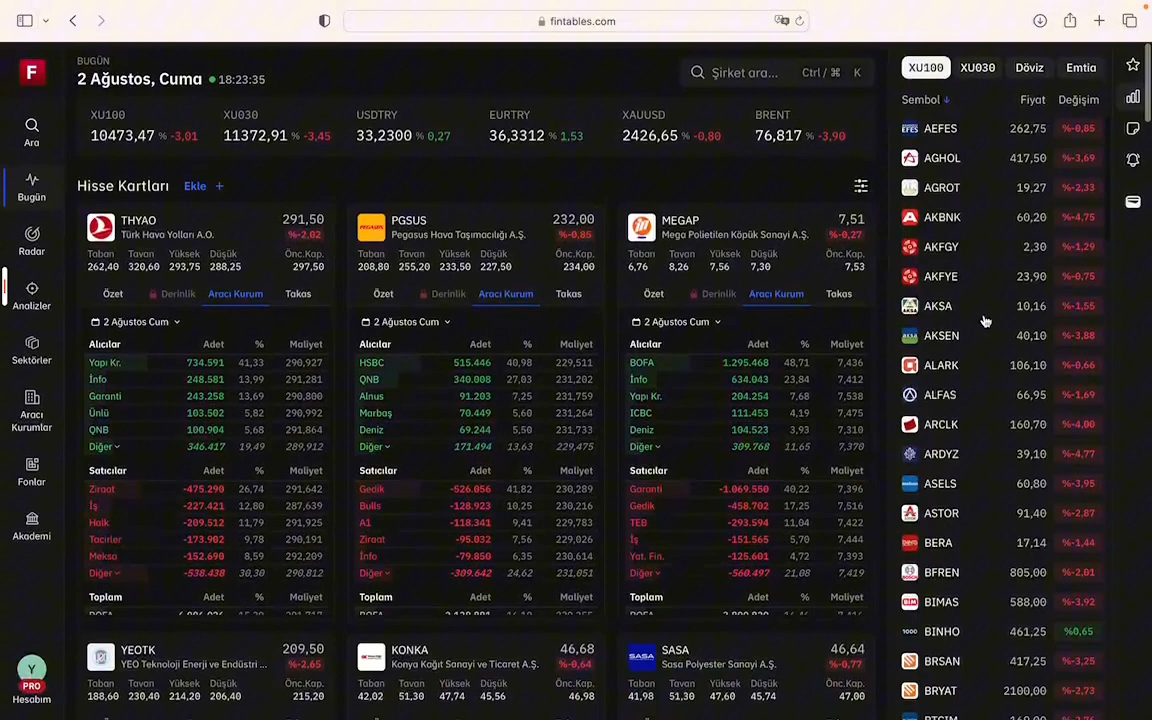 fintables.com
F
BUGÜN
2 Ağustos, Cuma 18:23:35
Şirket ara... Ctrl / ⌘ K
XU100 XU030 USDTRY EURTRY XAUUSD BRENT
10473,47 % -3,01 11372,91 % -3,45 33,2300 % 0,27 36,3312 % 1,53 2426,65 % -0,80 76,817 % -3,90
Hisse Kartları Ekle +
Ara
Bugün
Radar
Analizler
Sektörler
Aracı
Kurumlar
Fonlar
Akademi
Y
PRO
Hesabım
THYAO 291,50
Türk Hava Yolları A.O. %-2,02
Taban Tavan Yüksek Düşük Önc.Kap.
262,40 320,60 293,75 288,25 297,50
Özet Derinlik Aracı Kurum Takas
2 Ağustos Cum
Alıcılar Adet % Maliyet
Yapı Kr. 734.591 41,33 290,927
İnfo 248.581 13,99 291,281
Garanti 243.258 13,69 290,800
Ünlü 103.502 5,82 290,992
QNB 100.904 5,68 291,864
Diğer 346.417 19,49 289,912
Satıcılar Adet % Maliyet
Ziraat -475.290 26,74 291,642
İş -227.421 12,80 287,639
Halk -209.512 11,79 291,925
Tacirler -173.902 9,78 290,191
Meksa -152.690 8,59 292,209
Diğer -538.438 30,30 290,812
Toplam Adet % Maliyet
PGSUS 232,00
Pegasus Hava Taşımacılığı A.Ş. %-0,85
Taban Tavan Yüksek Düşük Önc.Kap.
208,80 255,20 233,50 227,50 234,00
Özet Derinlik Aracı Kurum Takas
2 Ağustos Cum
Alıcılar Adet % Maliyet
HSBC 515.446 40,98 229,511
QNB 340.008 27,03 231,202
Alnus 91.203 7,25 231,759
Marbaş 70.449 5,60 231,264
Deniz 69.244 5,50 231,733
Diğer 171.494 13,63 229,475
Satıcılar Adet % Maliyet
Gedik -526.056 41,82 230,289
Bulls -128.923 10,25 230,216
A1 -118.341 9,41 229,783
Ziraat -95.032 7,56 229,026
İnfo -79.850 6,35 230,614
Diğer -309.642 24,62 231,051
Toplam Adet % Maliyet
MEGAP 7,51
Mega Polietilen Köpük Sanayi A.Ş. %-0,27
Taban Tavan Yüksek Düşük Önc.Kap.
6,76 8,26 7,56 7,30 7,53
Özet Derinlik Aracı Kurum Takas
2 Ağustos Cum
Alıcılar Adet % Maliyet
BOFA 1.295.468 48,71 7,436
İnfo 634.043 23,84 7,412
Yapı Kr. 204.254 7,68 7,538
ICBC 111.453 4,19 7,475
Deniz 104.523 3,93 7,310
Diğer 309.768 11,65 7,370
Satıcılar Adet % Maliyet
Garanti -1.069.550 40,22 7,396
Gedik -458.702 17,25 7,516
TEB -293.594 11,04 7,422
İş -151.565 5,70 7,444
Yat. Fin. -125.601 4,72 7,393
Diğer -560.497 21,08 7,419
Toplam Adet % Maliyet
YEOTK 209,50
YEO Teknoloji Enerji ve Endüstri ... %-2,65
Taban Tavan Yüksek Düşük Önc.Kap.
188,60 230,40 214,20 206,40 215,20
KONKA 46,68
Konya Kağıt Sanayi ve Ticaret A.Ş. %-0,64
Taban Tavan Yüksek Düşük Önc.Kap.
42,02 51,30 47,74 45,56 46,98
SASA 46,64
Sasa Polyester Sanayi A.Ş. %-0,77
Taban Tavan Yüksek Düşük Önc.Kap.
41,98 51,30 47,60 45,74 47,00
XU100 XU030 Döviz Emtia
Sembol Fiyat Değişim
AEFES 262,75 %-0,85
AGHOL 417,50 %-3,69
AGROT 19,27 %-2,33
AKBNK 60,20 %-4,75
AKFGY 2,30 %-1,29
AKFYE 23,90 %-0,75
AKSA 10,16 %-1,55
AKSEN 40,10 %-3,88
ALARK 106,10 %-0,66
ALFAS 66,95 %-1,69
ARCLK 160,70 %-4,00
ARDYZ 39,10 %-4,77
ASELS 60,80 %-3,95
ASTOR 91,40 %-2,87
BERA 17,14 %-1,44
BFREN 805,00 %-2,01
BIMAS 588,00 %-3,92
BINHO 461,25 %0,65
BRSAN 417,25 %-3,25
BRYAT 2100,00 %-2,73